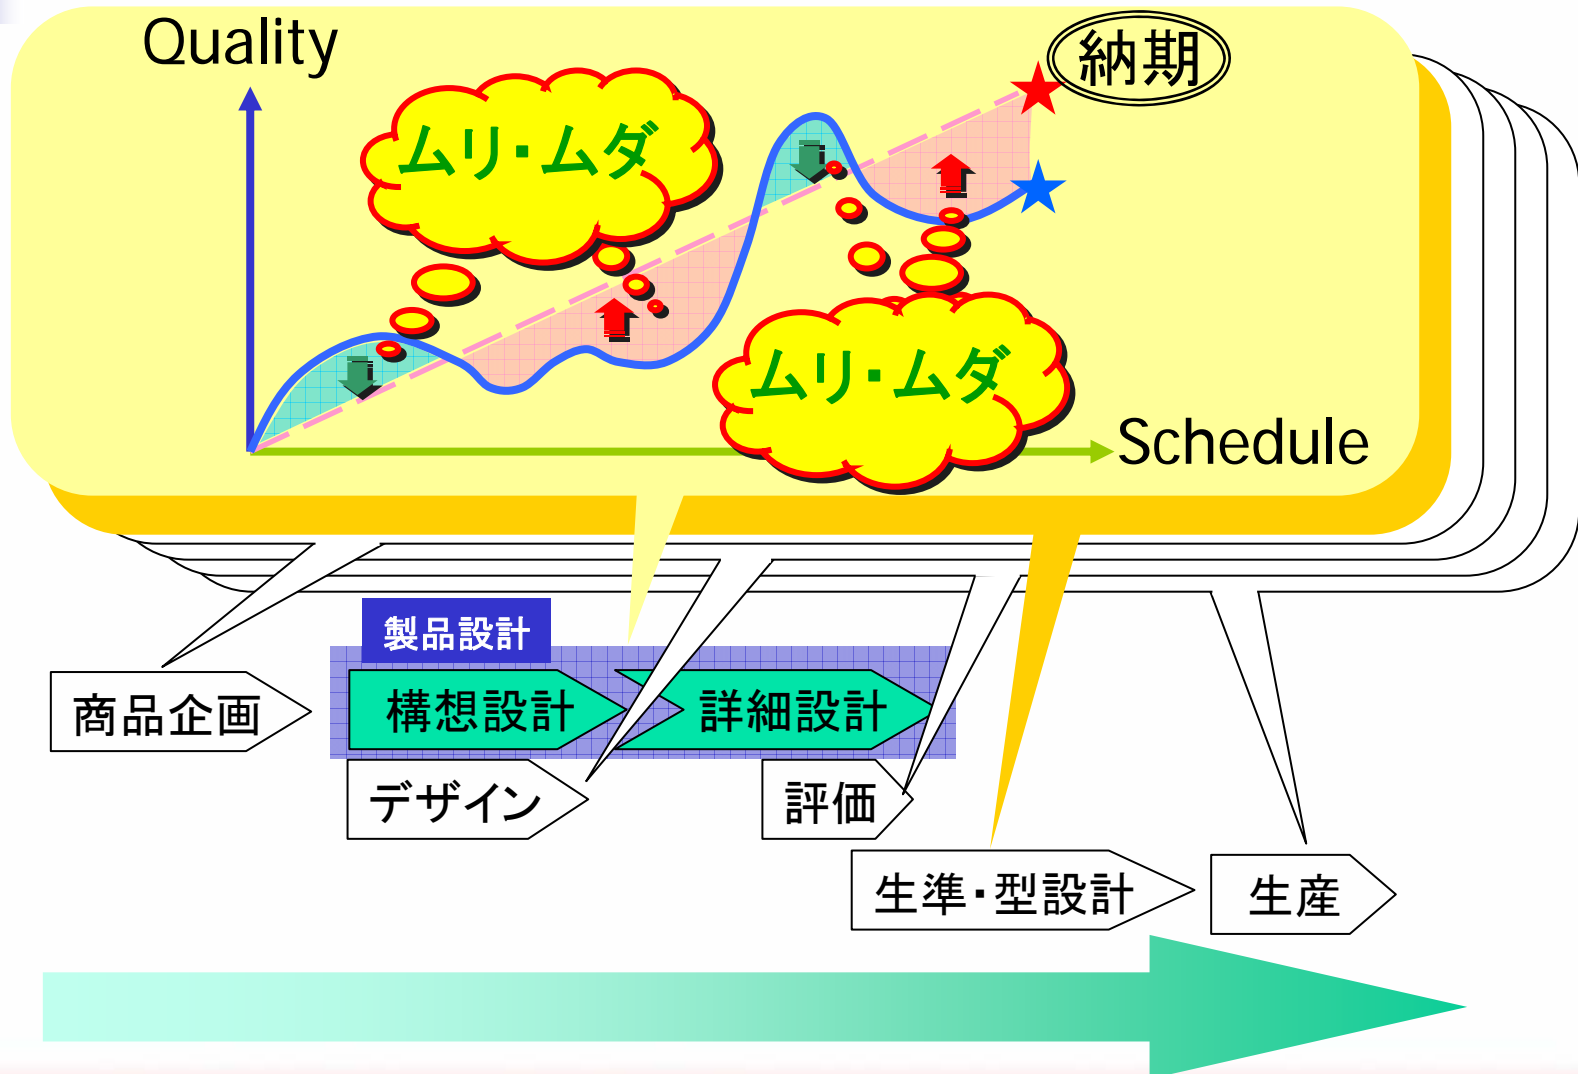 Quality
納期
ムリ・ムダ
ムリ・ムダ
Schedule
製品設計
商品企画
構想設計
詳細設計
デザイン
評価
生準・型設計
生産